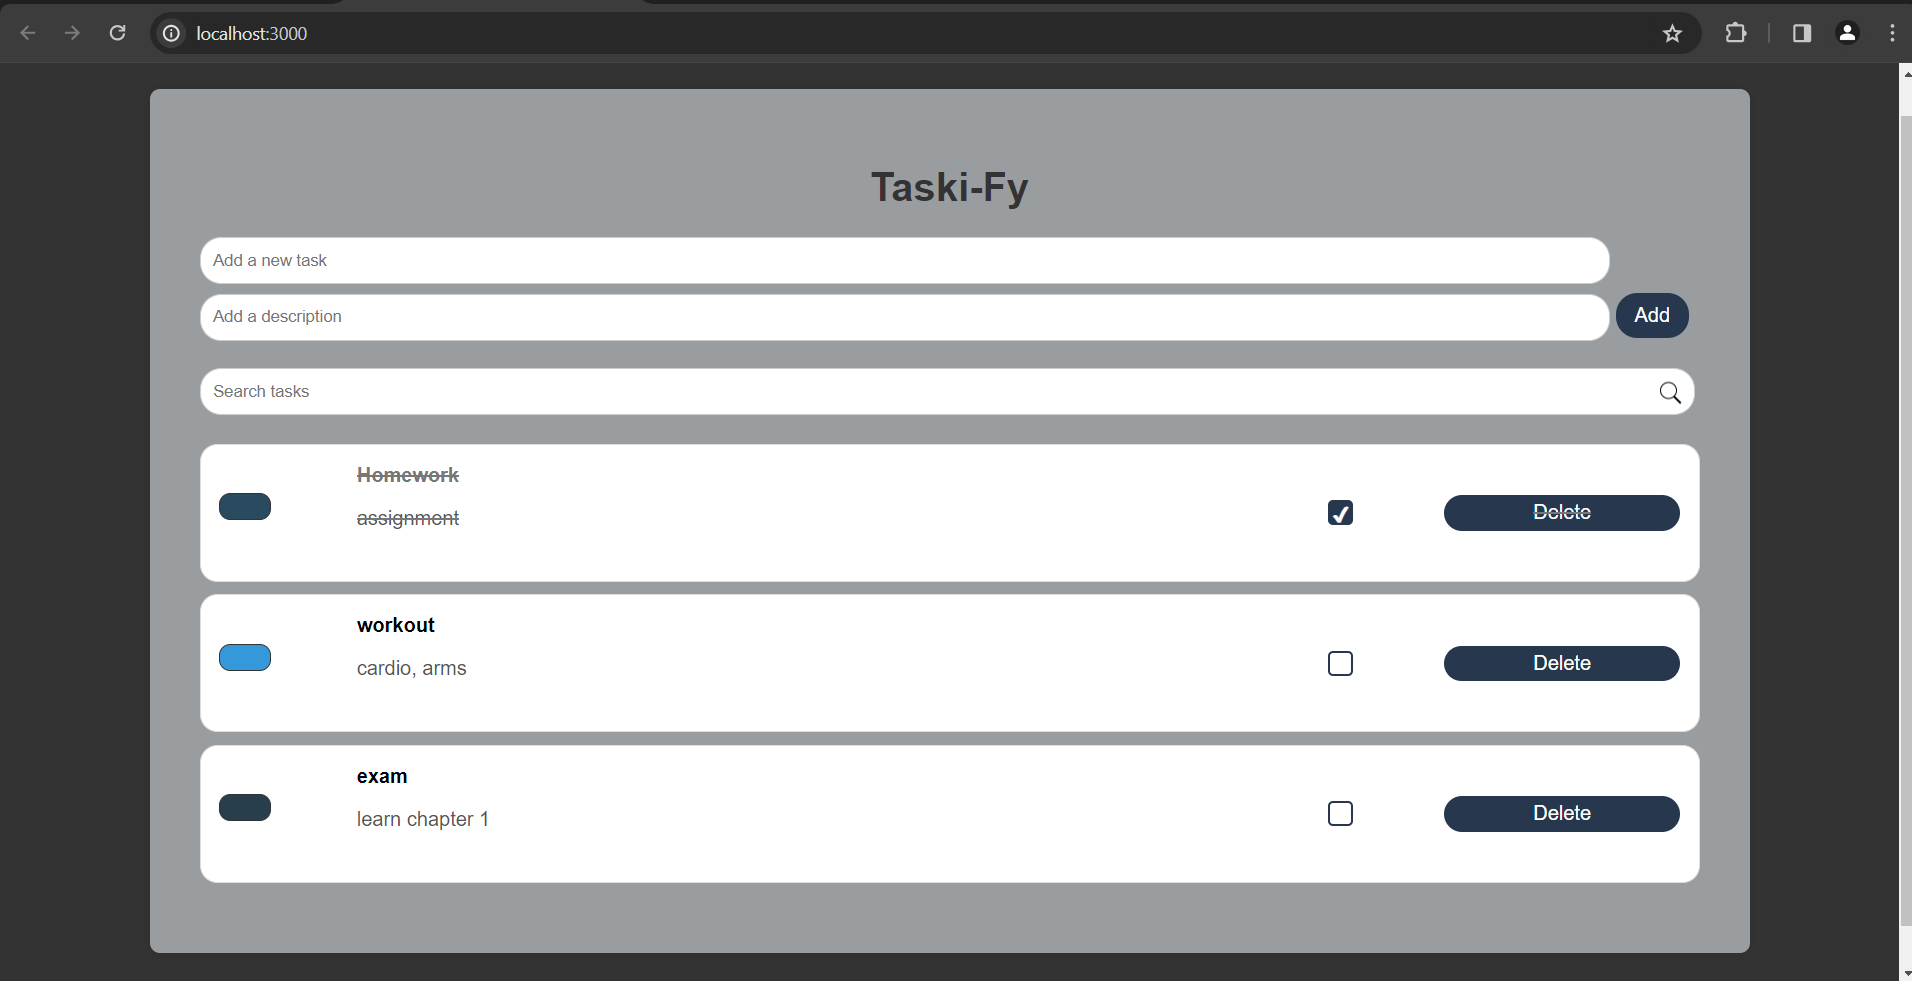 localhost:3000
Taski-Fy
Add a new task
Add a description
Add
Search tasks
Homework
assignment
Delete
workout
cardio, arms
Delete
exam
learn chapter 1
Delete